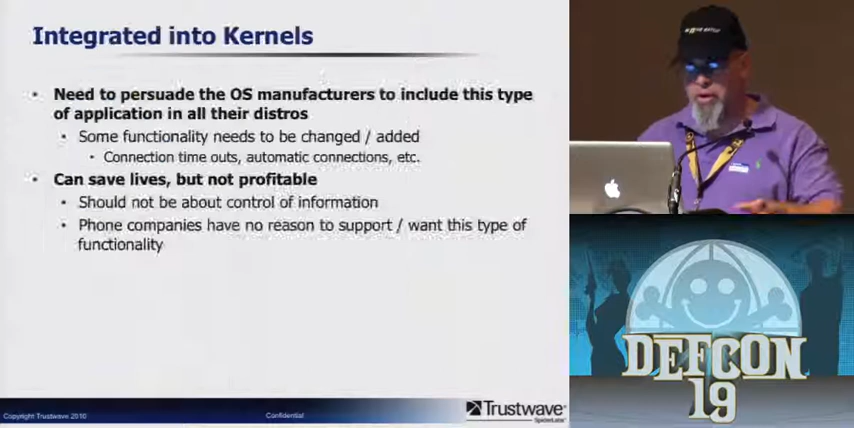 Integrated into Kernels
• Need to persuade the OS manufacturers to include this type
of application in all their distros
• Some functionality needs to be changed / added
• Connection time outs, automatic connections, etc.
• Can save lives, but not profitable
• Should not be about control of information
• Phone companies have no reason to support / want this type of
functionality
Copyright Trustwave 2010
Confidential
Trustwave
SpiderLabs
DEFCON
19